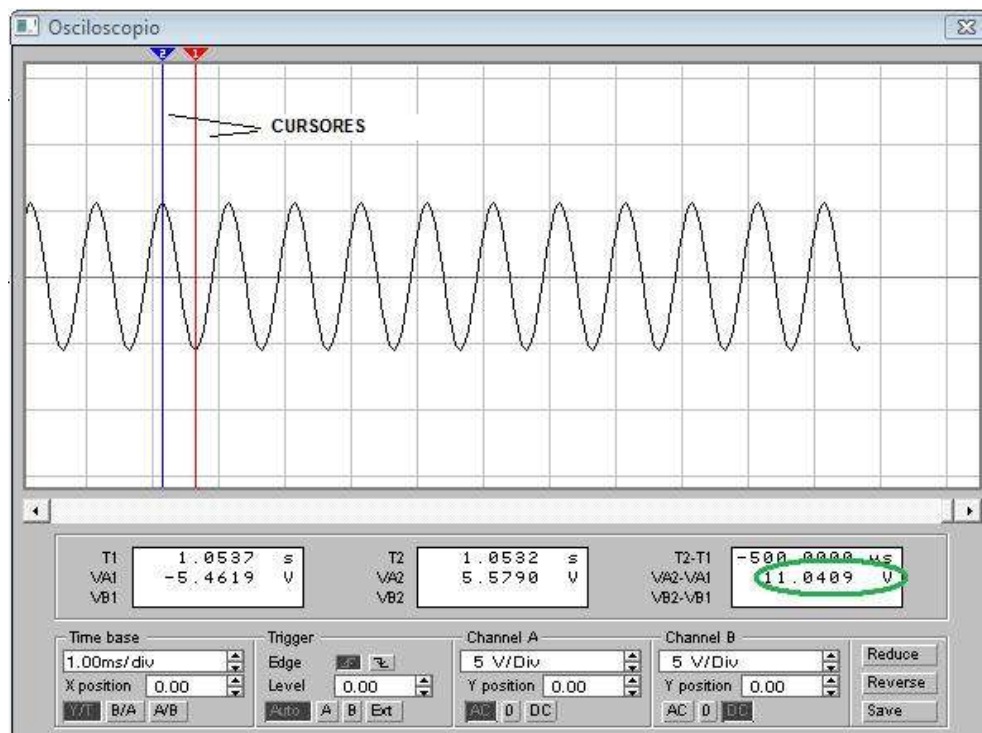 Osciloscopio
2 1
CURSORES
T1 1.0537 s T2 1.0532 s T2-T1 -500.0000 µs
VA1 -5.4619 V VA2 5.5790 V VA2-VA1 11.0409 V
VB1 VB2 VB2-VB1
Time base Trigger Channel A Channel B
1.00ms/div Edge 5 V/Div 5 V/Div Reduce
X position 0.00 Level 0.00 Y position 0.00 Y position 0.00 Reverse
Y/T B/A A/B Auto A B Ext AC 0 DC AC 0 DC Save